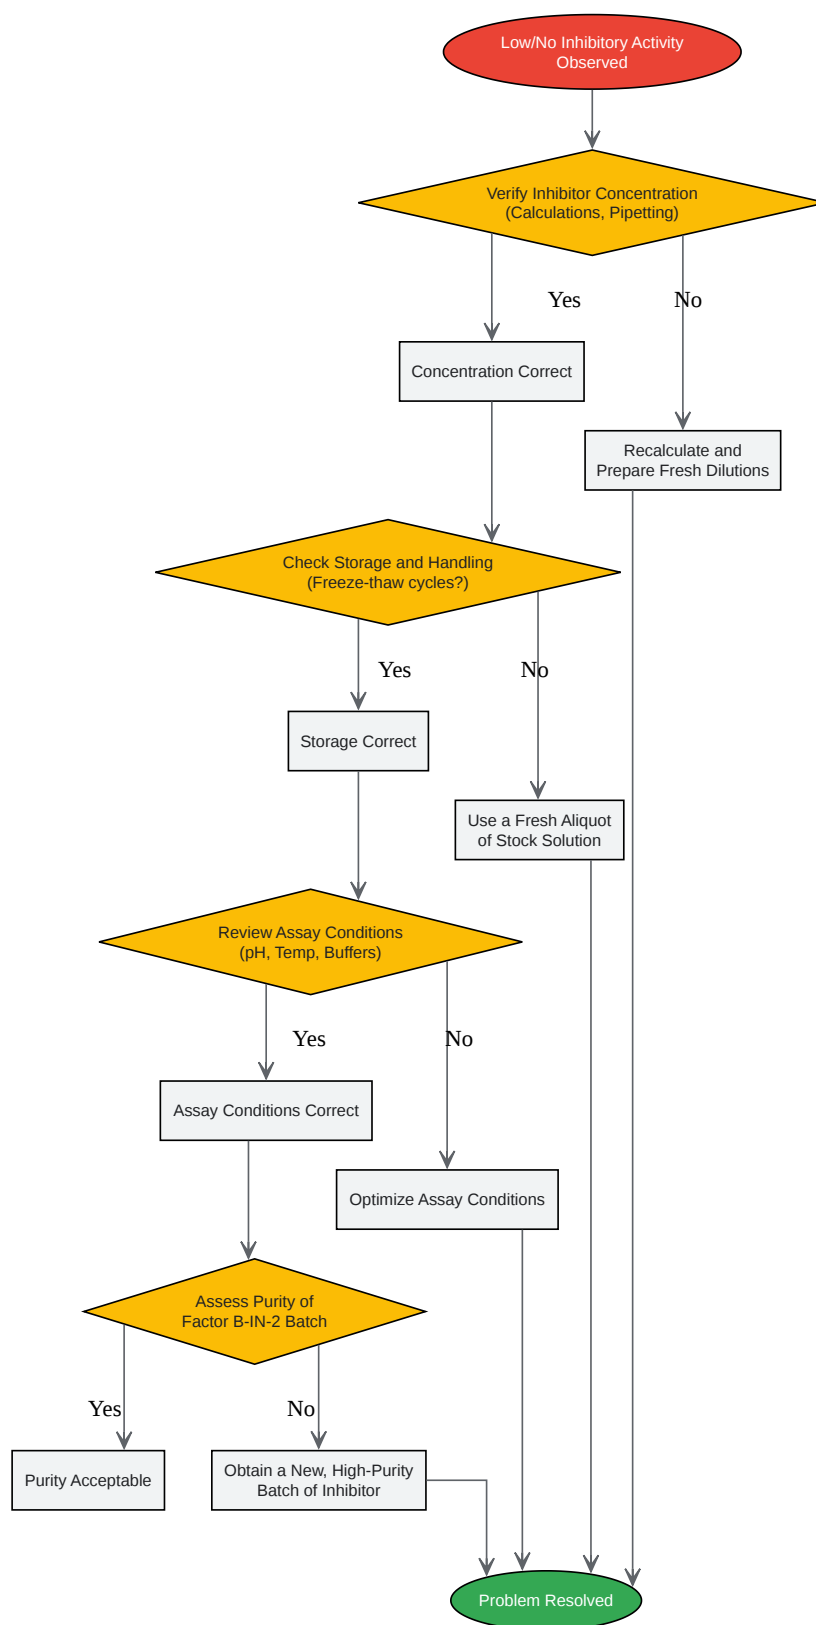 Low/No Inhibitory Activity
Observed
Verify Inhibitor Concentration
(Calculations, Pipetting)
Yes
No
Concentration Correct
Recalculate and
Prepare Fresh Dilutions
Check Storage and Handling
(Freeze-thaw cycles?)
Yes
No
Storage Correct
Use a Fresh Aliquot
of Stock Solution
Review Assay Conditions
(pH, Temp, Buffers)
Yes
No
Assay Conditions Correct
Optimize Assay Conditions
Assess Purity of
Factor B-IN-2 Batch
Yes
No
Purity Acceptable
Obtain a New, High-Purity
Batch of Inhibitor
Problem Resolved